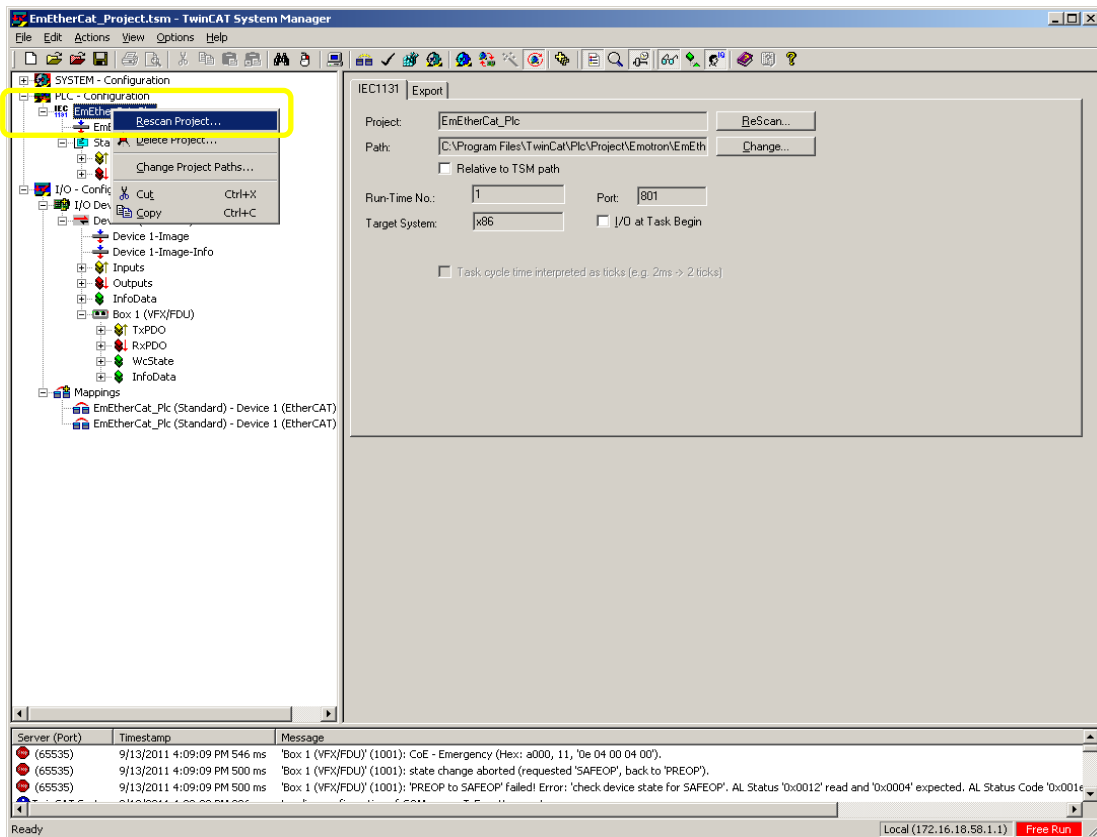 EmEtherCat_Project.tsm - TwinCAT System Manager
File Edit Actions View Options Help
SYSTEM - Configuration
PLC - Configuration
Rescan Project...
Delete Project...
Change Project Paths...
Cut Ctrl+X
Copy Ctrl+C
Device 1-Image
Device 1-Image-Info
Inputs
Outputs
InfoData
Box 1 (VFX/FDU)
TxPDO
RxPDO
WcState
InfoData
Mappings
EmEtherCat_Plc (Standard) - Device 1 (EtherCAT)
EmEtherCat_Plc (Standard) - Device 1 (EtherCAT)
IEC1131 Export
Project: EmEtherCat_Plc ReScan...
Path: C:\Program Files\TwinCat\Plc\Project\Emotron\EmEth Change...
Relative to TSM path
Run-Time No.: 1 Port: 801
Target System: x86 I/O at Task Begin
Task cycle time interpreted as ticks (e.g. 2ms -> 2 ticks)
Server (Port) Timestamp Message
(65535) 9/13/2011 4:09:09 PM 546 ms 'Box 1 (VFX/FDU)' (1001): CoE - Emergency (Hex: a000, 11, '0e 04 00 04 00').
(65535) 9/13/2011 4:09:09 PM 500 ms 'Box 1 (VFX/FDU)' (1001): state change aborted (requested 'SAFEOP', back to 'PREOP').
(65535) 9/13/2011 4:09:09 PM 500 ms 'Box 1 (VFX/FDU)' (1001): 'PREOP to SAFEOP' failed! Error: 'check device state for SAFEOP'. AL Status '0x0012' read and '0x0004' expected. AL Status Code '0x001e
Ready Local (172.16.18.58.1.1) Free Run